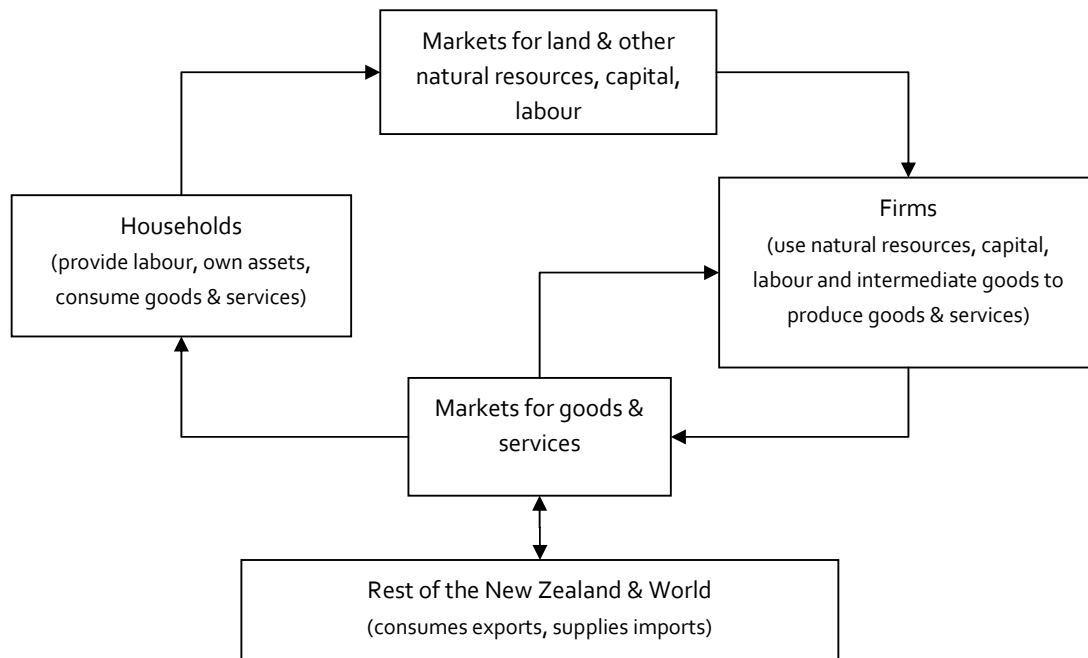 Markets for land & other
natural resources, capital,
labour
Households
(provide labour, own assets,
consume goods & services)
Firms
(use natural resources, capital,
labour and intermediate goods to
produce goods & services)
Markets for goods &
services
Rest of the New Zealand & World
(consumes exports, supplies imports)